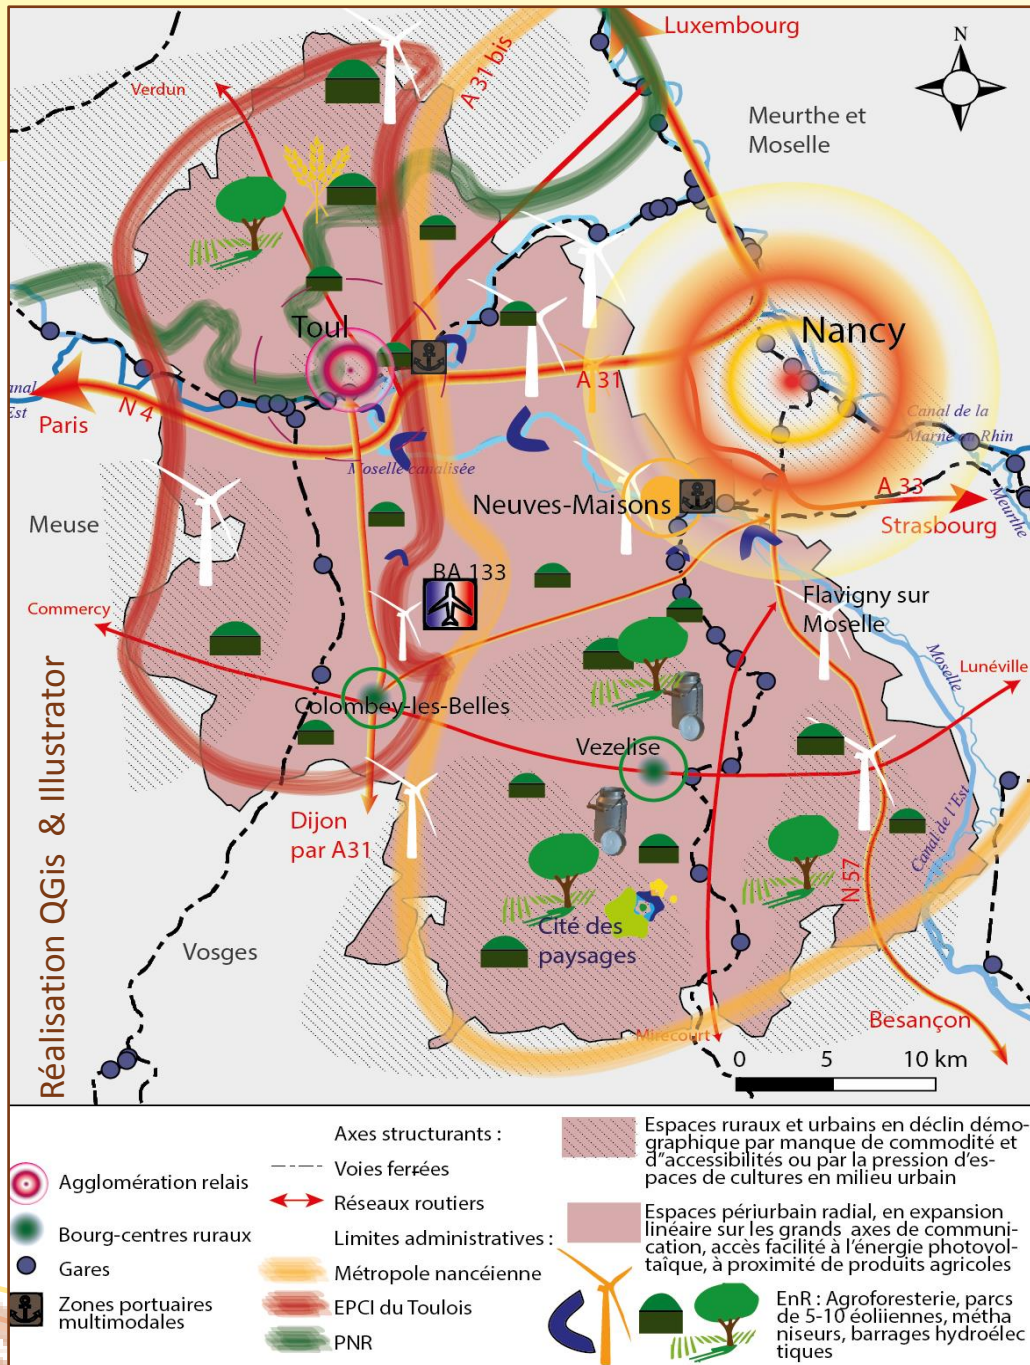 Luxembourg
N
A 31 bis
Verdun
Meurthe et
Moselle
Toul
Nancy
A 31
anal
Est
N 4
Paris
Canal de la
Marne au Rhin
Moselle canalisée
A 33
Meurthe
Neuves-Maisons
Strasbourg
Meuse
BA 133
Commercy
Flavigny sur
Moselle
Moselle
Lunéville
Colombey-les-Belles
Vezelise
Dijon
par A31
Canal de l'Est
N 57
Cité des
paysages
Vosges
Mirecourt
Besançon
0 5 10 km
Réalisation QGis & Illustrator
Agglomération relais
Bourg-centres ruraux
Gares
Zones portuaires
multimodales
Axes structurants :
Voies ferrées
Réseaux routiers
Limites administratives :
Métropole nancéienne
EPCI du Toulois
PNR
Espaces ruraux et urbains en déclin démo-
graphique par manque de commodité et
d"accessibilités ou par la pression d'es-
paces de cultures en milieu urbain
Espaces périurbain radial, en expansion
linéaire sur les grands axes de communi-
cation, accès facilité à l'énergie photovol-
taîque, à proximité de produits agricoles
EnR : Agroforesterie, parcs
de 5-10 éoliiennes, métha
niseurs, barrages hydroélec
tiques